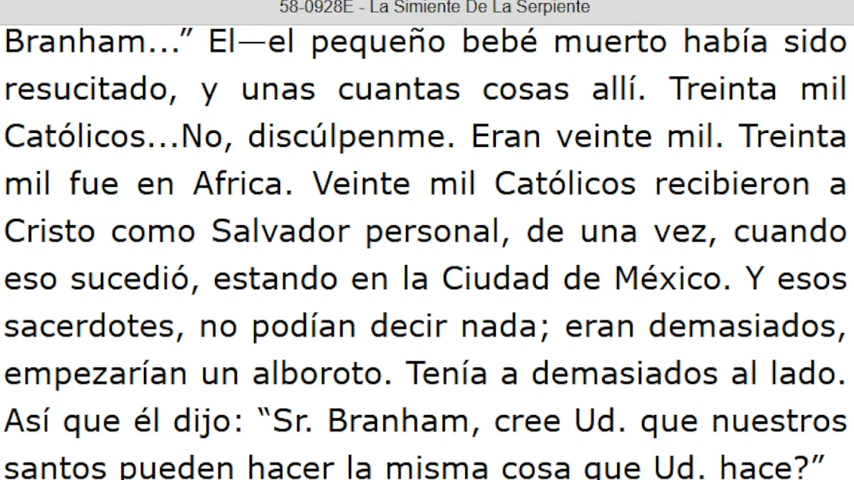 58-0928E - La Simiente De La Serpiente
Branham...” El—el pequeño bebé muerto había sido
resucitado, y unas cuantas cosas allí. Treinta mil
Católicos...No, discúlpenme. Eran veinte mil. Treinta
mil fue en Africa. Veinte mil Católicos recibieron a
Cristo como Salvador personal, de una vez, cuando
eso sucedió, estando en la Ciudad de México. Y esos
sacerdotes, no podían decir nada; eran demasiados,
empezarían un alboroto. Tenía a demasiados al lado.
Así que él dijo: “Sr. Branham, cree Ud. que nuestros
santos pueden hacer la misma cosa que Ud. hace?”